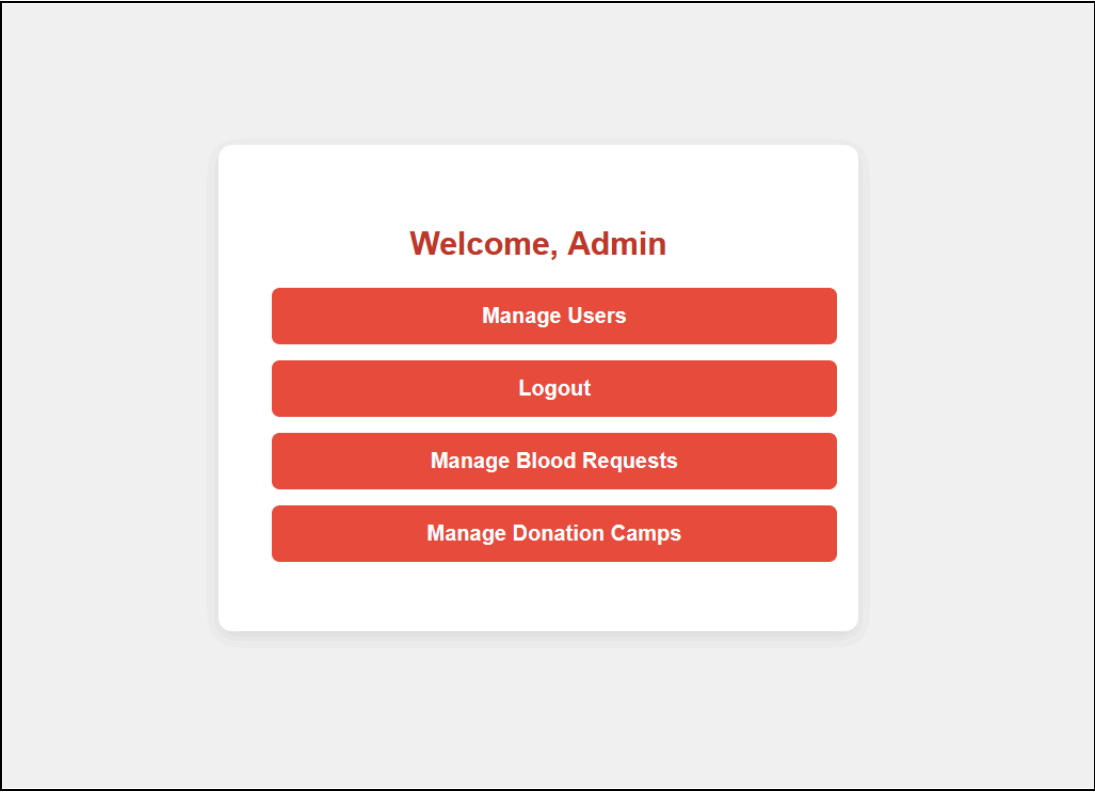 Welcome, Admin
Manage Users
Logout
Manage Blood Requests
Manage Donation Camps